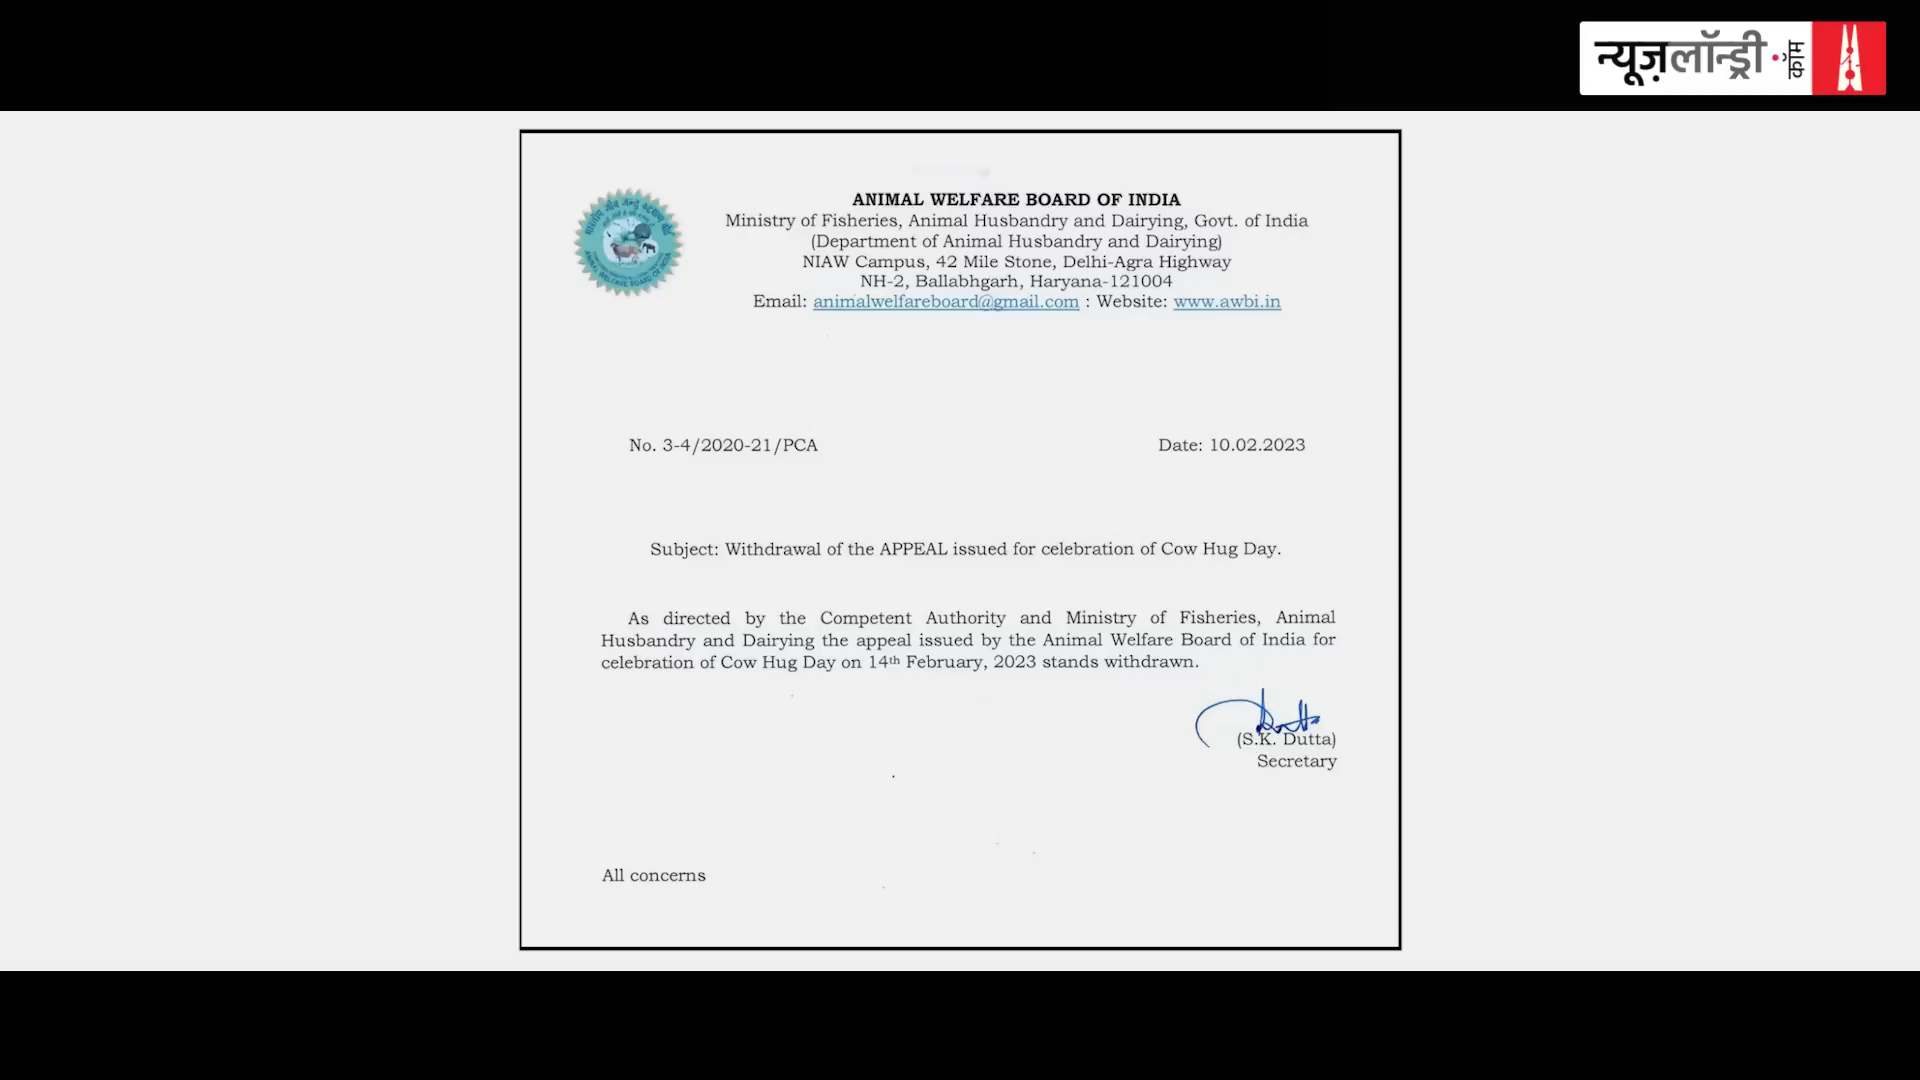 न्यूज़लॉन्ड्री.कॉम
ANIMAL WELFARE BOARD OF INDIA
Ministry of Fisheries, Animal Husbandry and Dairying, Govt. of India
(Department of Animal Husbandry and Dairying)
NIAW Campus, 42 Mile Stone, Delhi-Agra Highway
NH-2, Ballabhgarh, Haryana-121004
Email: animalwelfareboard@gmail.com : Website: www.awbi.in
ANIMAL WELFARE BOARD OF INDIA
No. 3-4/2020-21/PCA Date: 10.02.2023
Subject: Withdrawal of the APPEAL issued for celebration of Cow Hug Day.
As directed by the Competent Authority and Ministry of Fisheries, Animal
Husbandry and Dairying the appeal issued by the Animal Welfare Board of India for
celebration of Cow Hug Day on 14th February, 2023 stands withdrawn.
(S.K. Dutta)
Secretary
All concerns